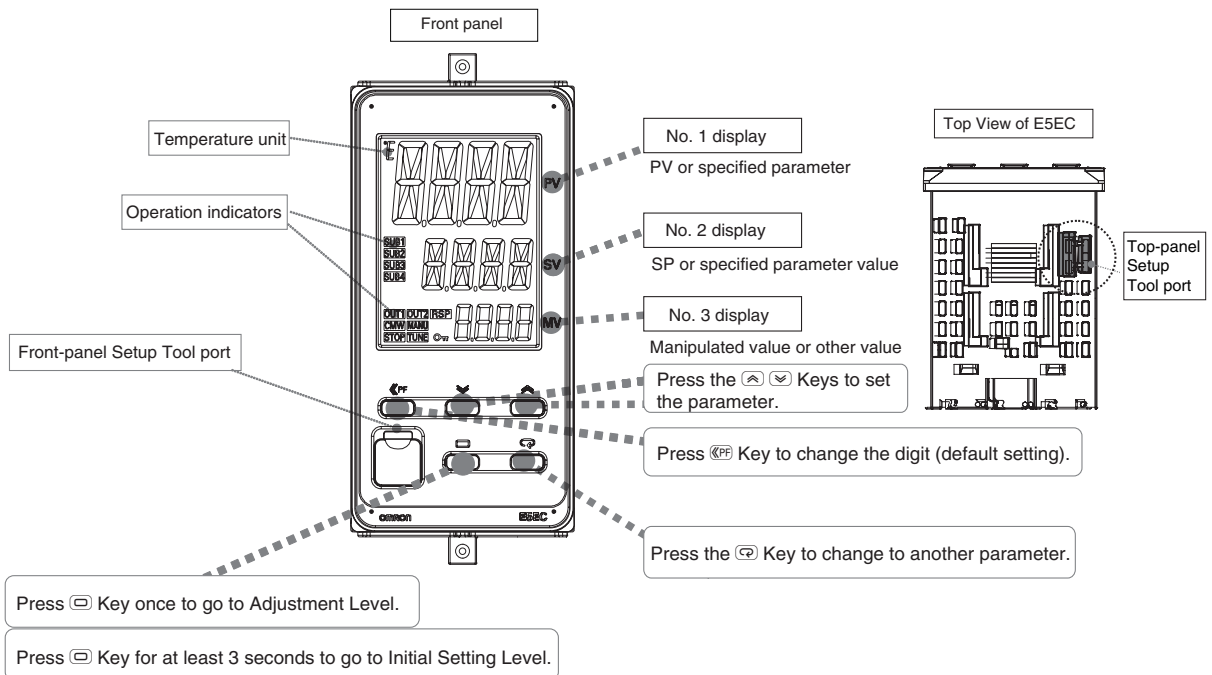 Front panel
Temperature unit
Operation indicators
Front-panel Setup Tool port
°F
PV
SUB1
SUB2
SUB3
SUB4
SV
OUT1 OUT2 RSP
CMW MANU
STOP TUNE
MV
PF
omron
E5EC
No. 1 display
PV or specified parameter
No. 2 display
SP or specified parameter value
No. 3 display
Manipulated value or other value
Press the Keys to set
the parameter.
Press PF Key to change the digit (default setting).
Press the Key to change to another parameter.
Press Key once to go to Adjustment Level.
Press Key for at least 3 seconds to go to Initial Setting Level.
Top View of E5EC
Top-panel
Setup
Tool port